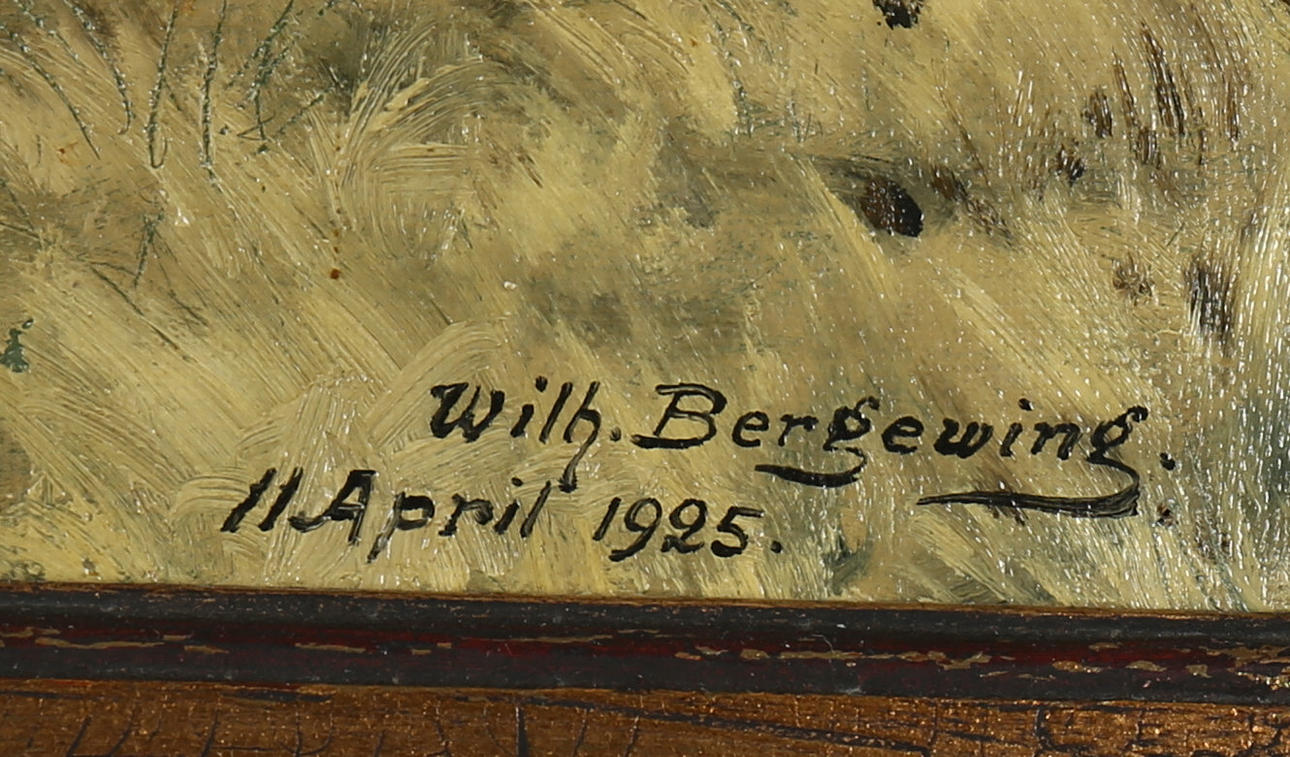 Wilh. Bergewing.
11 April 1925.